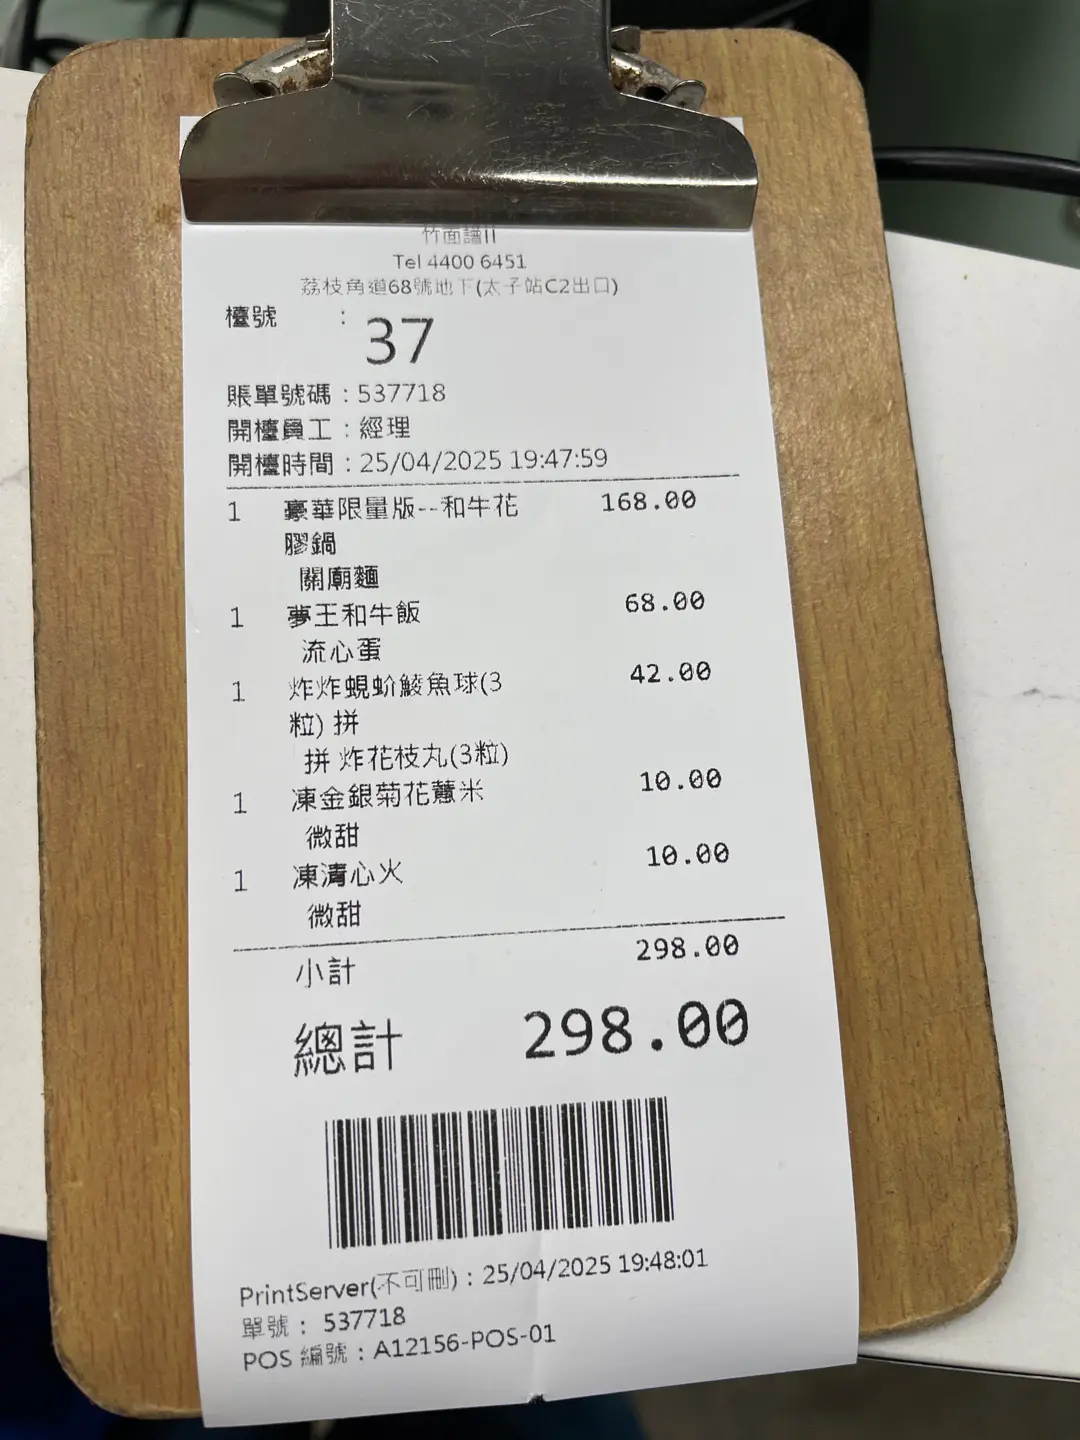 竹面譜II
Tel 4400 6451
荔枝角道68號地下(太子站C2出口)
檯號 : 37
賬單號碼 : 537718
開檯員工 : 經理
開檯時間 : 25/04/2025 19:47:59
1 豪華限量版--和牛花 168.00
膠鍋
關廟麵
1 夢王和牛飯 68.00
流心蛋
1 炸炸蜆蚧鯪魚球(3 42.00
粒) 拼
拼 炸花枝丸(3粒)
1 凍金銀菊花薏米 10.00
微甜
1 凍清心火 10.00
微甜
小計 298.00
總計 298.00
PrintServer(不可刪) : 25/04/2025 19:48:01
單號 : 537718
POS 編號 : A12156-POS-01